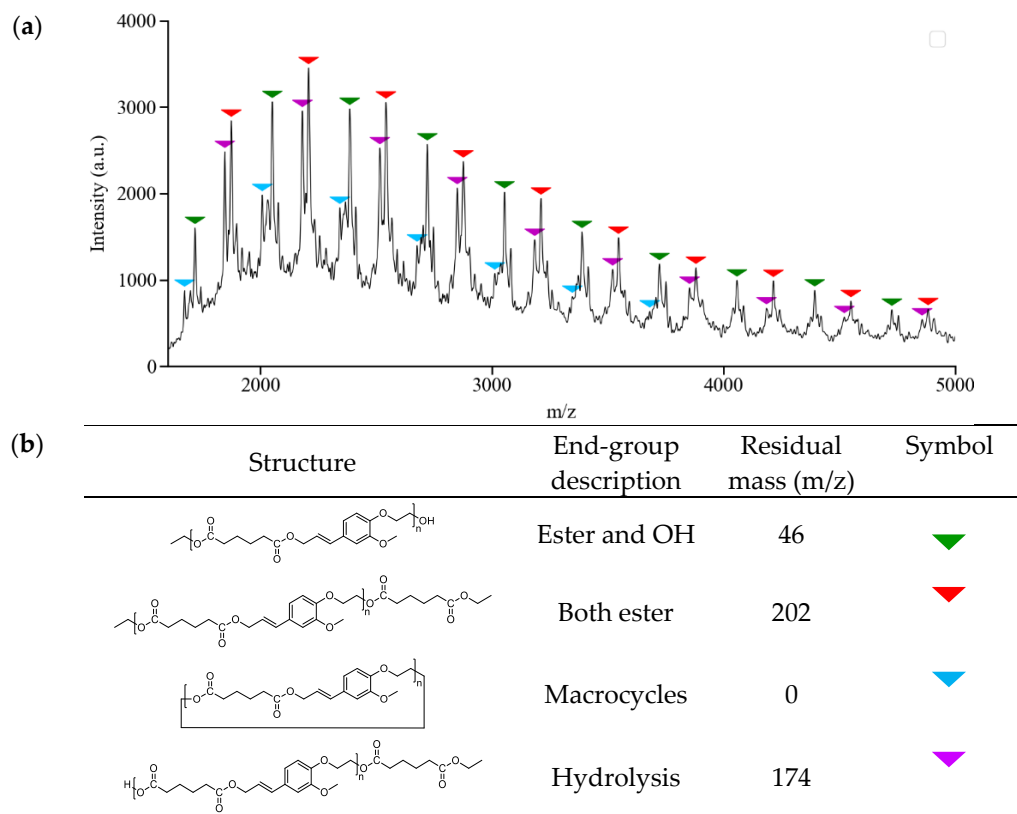 (a)
4000
3000
2000
1000
0
Intensity (a.u.)
2000 3000 4000 5000
m/z
(b)
Structure
End-group description
Residual mass (m/z)
Symbol
O O O O O O n OH
Ester and OH 46
O O O O O O n O O O O
Both ester 202
O O O O O O n
Macrocycles 0
H O O O O O O n O O O O
Hydrolysis 174